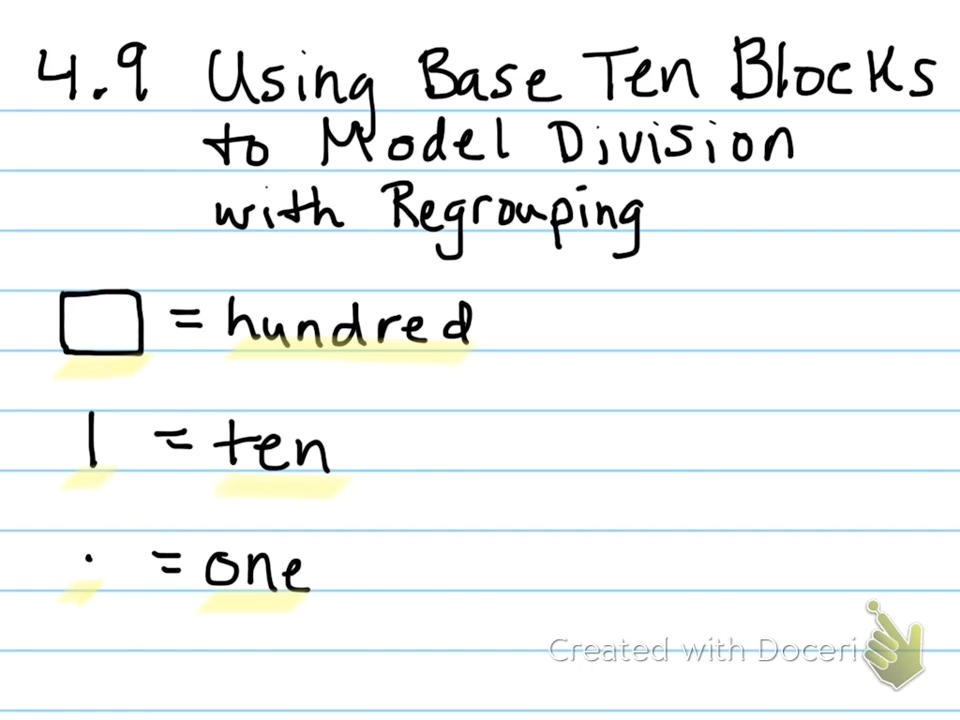 4.9 Using Base Ten Blocks
to Model Division
with Regrouping
= hundred
| = ten
. = one
Created with Doceri